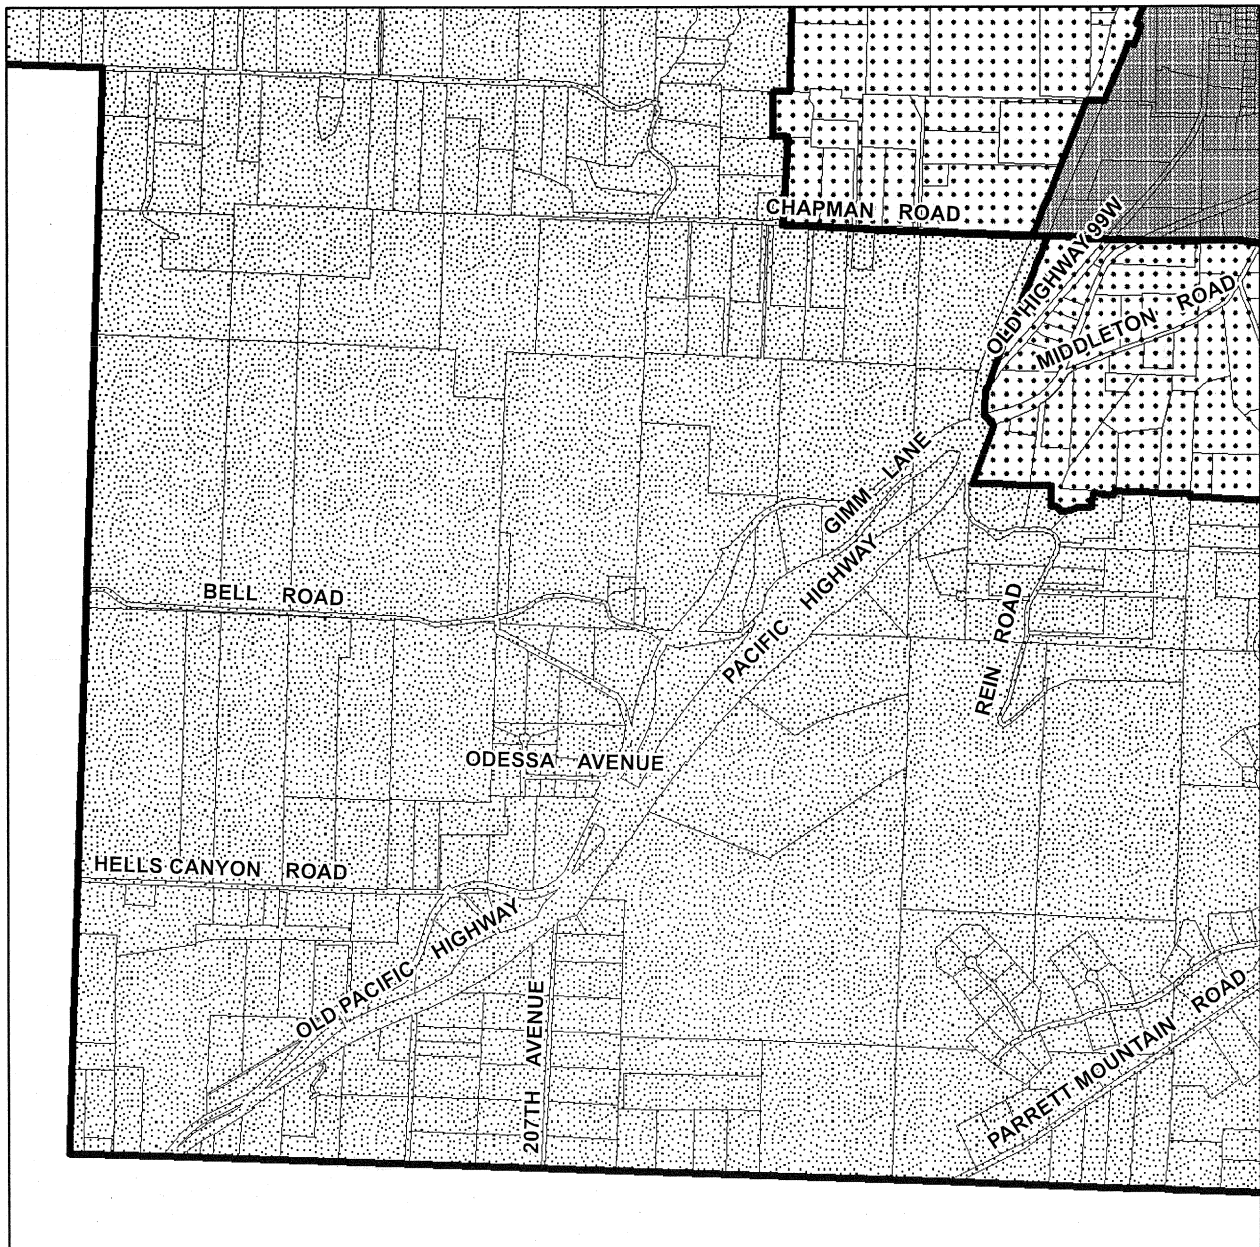 CHAPMAN ROAD
OLD HIGHWAY 99W
MIDDLETON ROAD
GIMM LANE
PACIFIC HIGHWAY
BELL ROAD
REIN ROAD
ODESSA AVENUE
HELLS CANYON ROAD
OLD PACIFIC HIGHWAY
207TH AVENUE
PARRETT MOUNTAIN ROAD